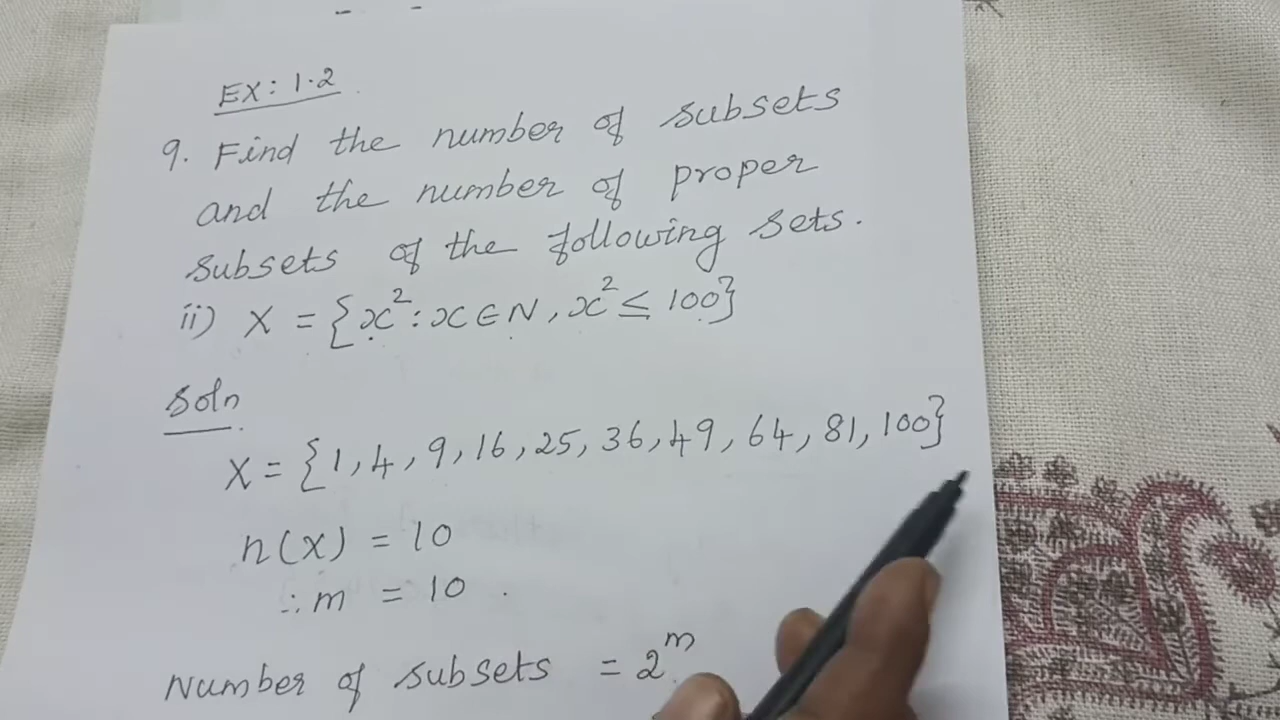 EX: 1.2
9. Find the number of subsets
and the number of proper
subsets of the following sets.
ii) X = {x²: x∈N, x² ≤ 100}
Soln
X = {1, 4, 9, 16, 25, 36, 49, 64, 81, 100}
n(X) = 10
∴ m = 10.
Number of subsets = 2ᵐ